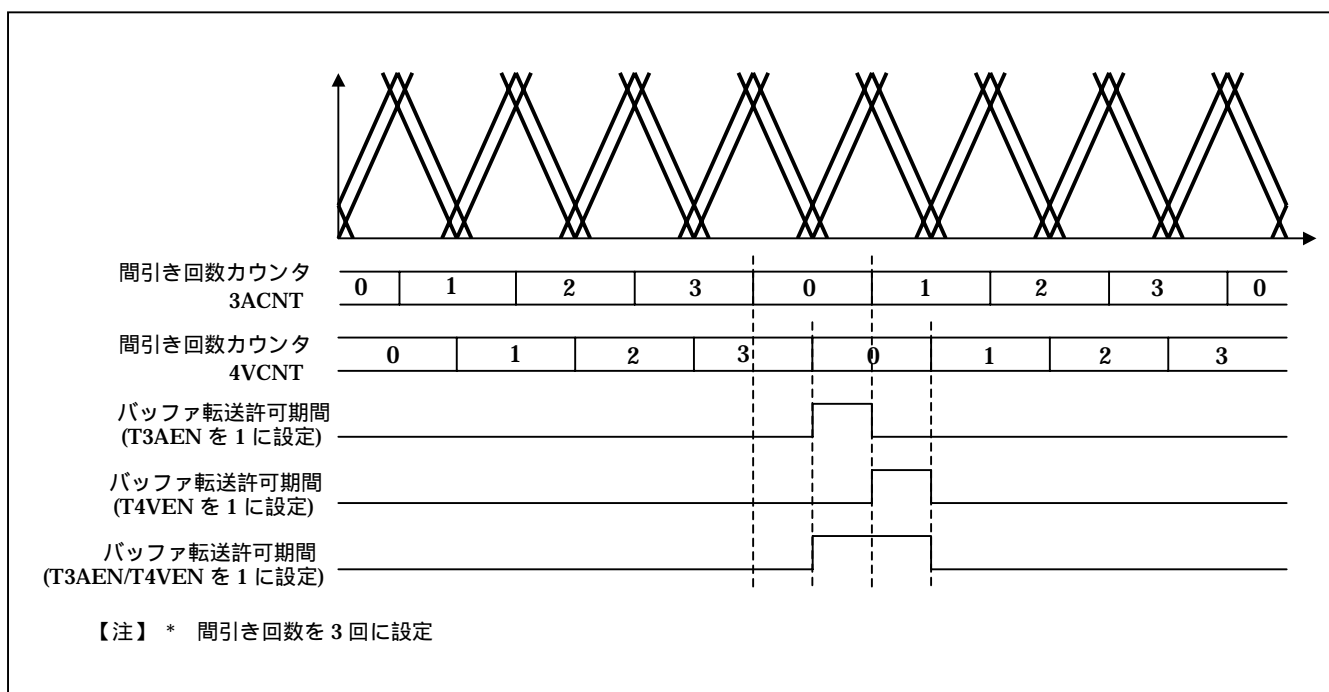 間引き回数カウンタ
3ACNT
0 1 2 3 0 1 2 3 0
間引き回数カウンタ
4VCNT
0 1 2 3 0 1 2 3
バッファ転送許可期間
(T3AEN を 1 に設定)
バッファ転送許可期間
(T4VEN を 1 に設定)
バッファ転送許可期間
(T3AEN/T4VEN を 1 に設定)
【注】 * 間引き回数を 3 回に設定